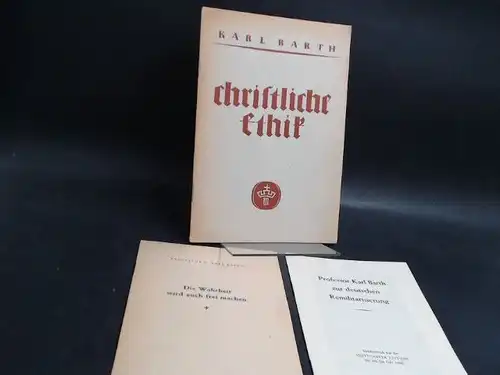 KARL BARTH
Chriſtliche
Ethik
Die Wahrheit
wird euch frei machen
Professor Karl Barth
zur deutschen
Remilitarisierung